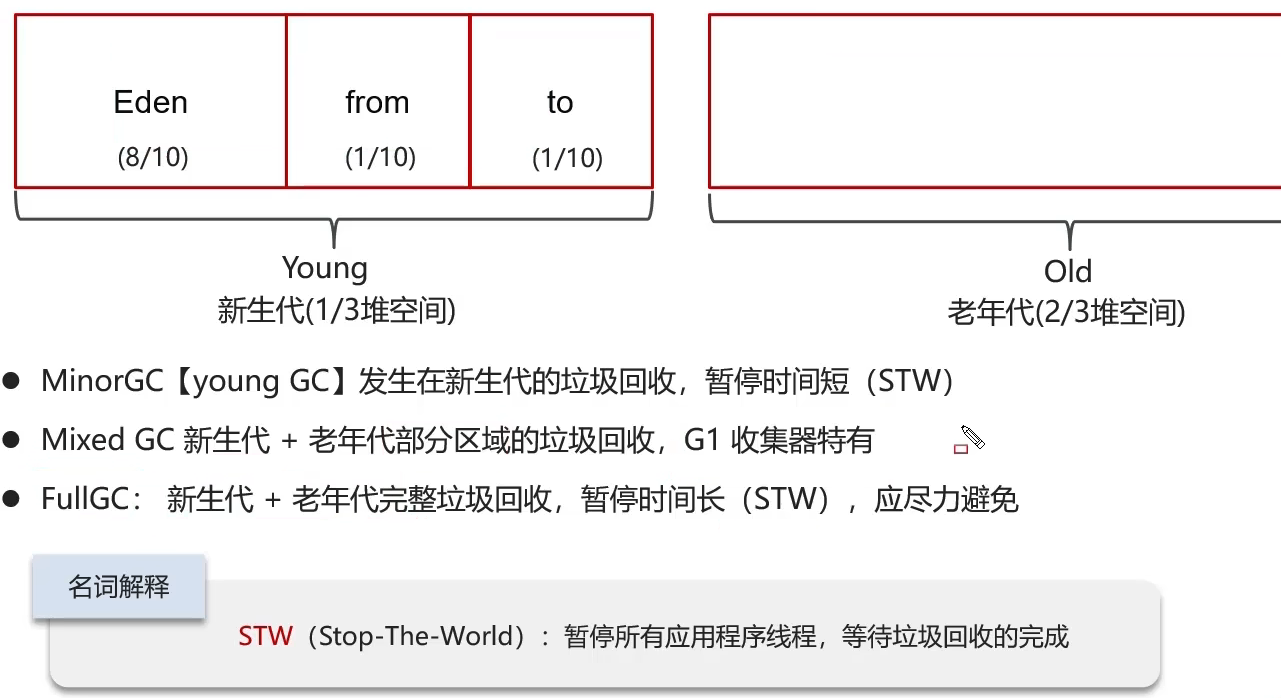 Eden from to
(8/10) (1/10) (1/10)
Young
新生代(1/3堆空间)
Old
老年代(2/3堆空间)
● MinorGC【young GC】发生在新生代的垃圾回收，暂停时间短（STW）
● Mixed GC 新生代 + 老年代部分区域的垃圾回收，G1 收集器特有
● FullGC： 新生代 + 老年代完整垃圾回收，暂停时间长（STW），应尽力避免
名词解释
STW（Stop-The-World）：暂停所有应用程序线程，等待垃圾回收的完成